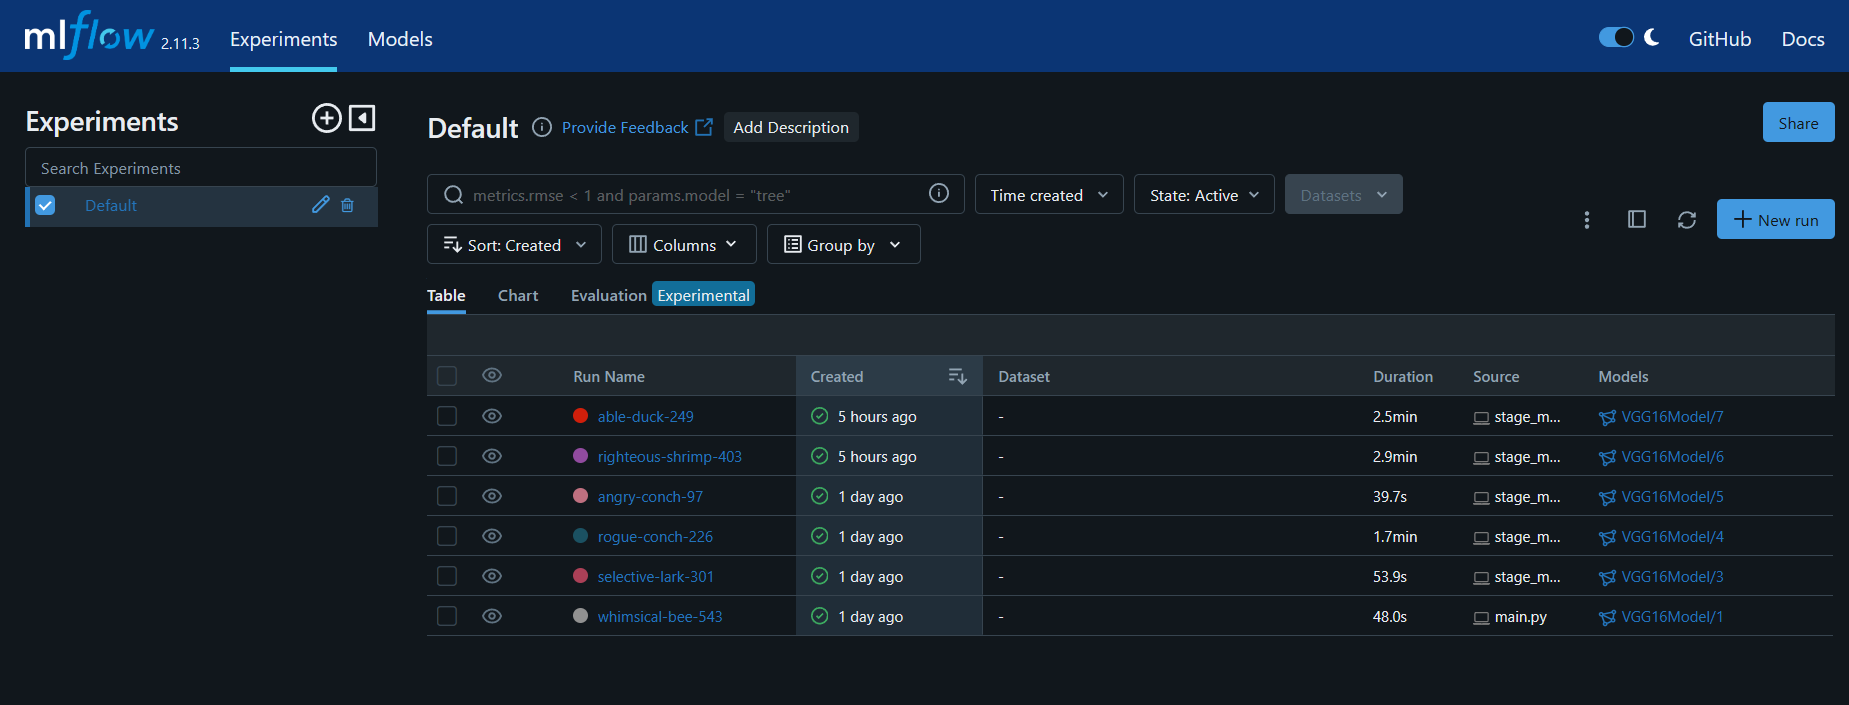 mlflow 2.11.3 Experiments Models GitHub Docs
Experiments
Search Experiments
Default
Default Provide Feedback Add Description Share
metrics.rmse < 1 and params.model = "tree" Time created State: Active Datasets
New run
Sort: Created Columns Group by
Table Chart Evaluation Experimental
Run Name Created Dataset Duration Source Models
able-duck-249 5 hours ago - 2.5min stage_m... VGG16Model/7
righteous-shrimp-403 5 hours ago - 2.9min stage_m... VGG16Model/6
angry-conch-97 1 day ago - 39.7s stage_m... VGG16Model/5
rogue-conch-226 1 day ago - 1.7min stage_m... VGG16Model/4
selective-lark-301 1 day ago - 53.9s stage_m... VGG16Model/3
whimsical-bee-543 1 day ago - 48.0s main.py VGG16Model/1